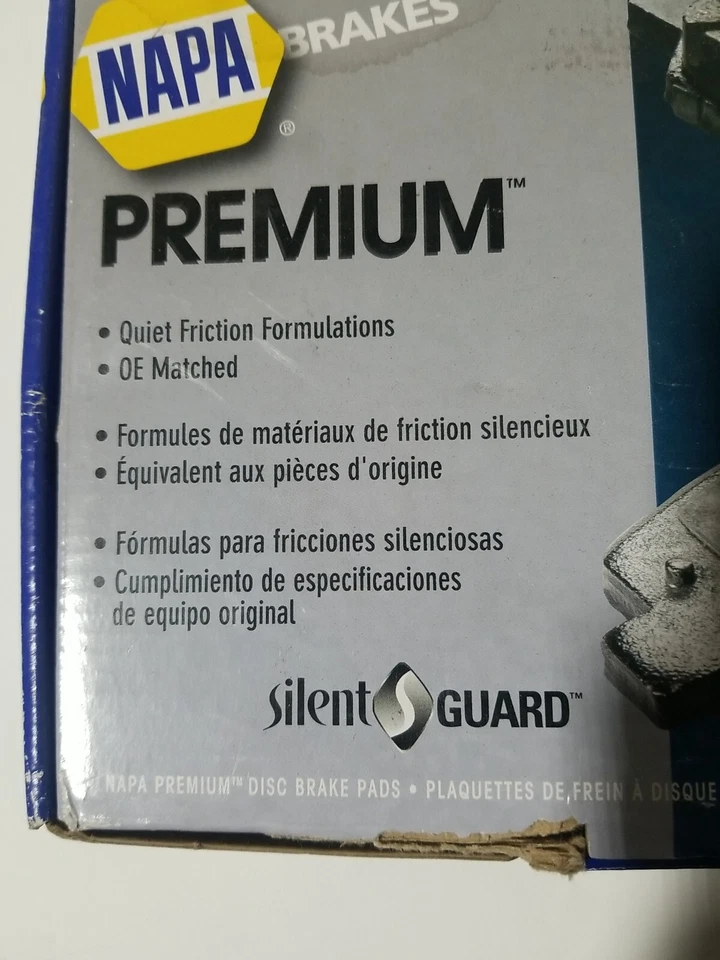 BRAKES
NAPA
®
PREMIUM™
• Quiet Friction Formulations
• OE Matched
• Formules de matériaux de friction silencieux
• Équivalent aux pièces d'origine
• Fórmulas para fricciones silenciosas
• Cumplimiento de especificaciones
de equipo original
Silent GUARD™
NAPA PREMIUM™ DISC BRAKE PADS • PLAQUETTES DE FREIN À DISQUE